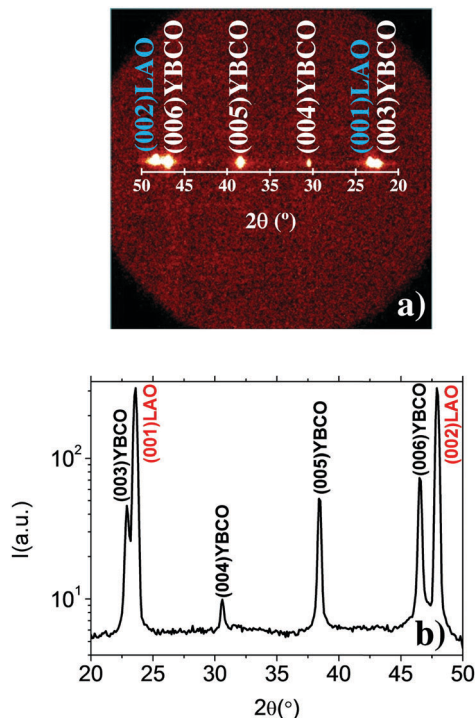 (002)LAO
(006)YBCO
(005)YBCO
(004)YBCO
(001)LAO
(003)YBCO
50 45 40 35 30 25 20
2θ (º)
a)
(003)YBCO
(001)LAO
(004)YBCO
(005)YBCO
(006)YBCO
(002)LAO
I(a.u.)
10²
10¹
b)
20 25 30 35 40 45 50
2θ(°)